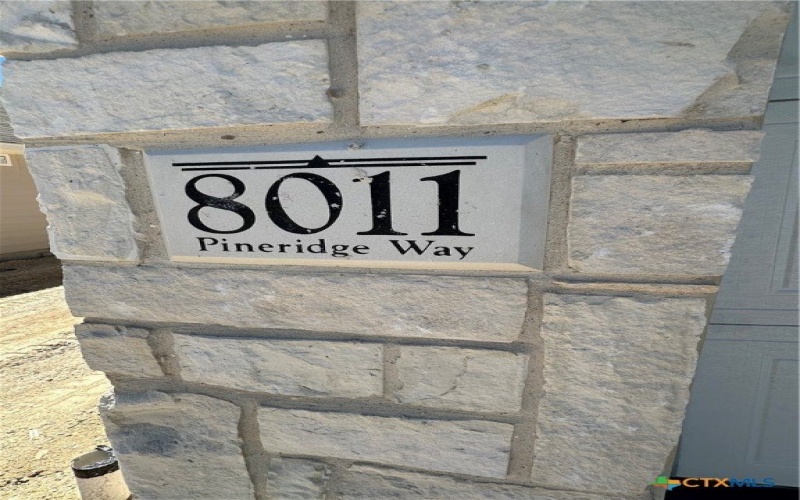 8011
Pineridge Way
CTXMLS